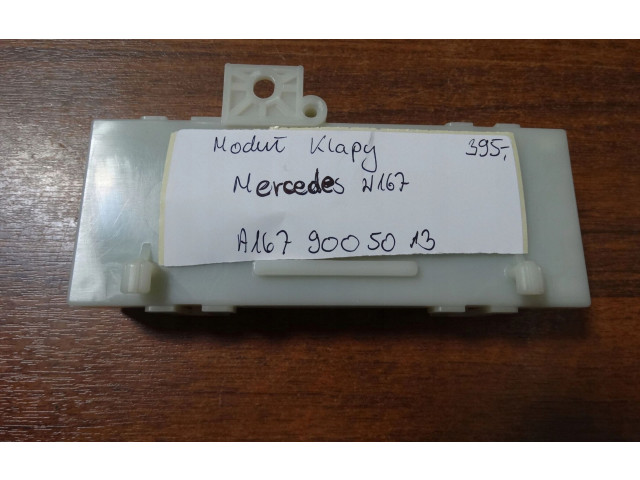 Moduł Klapy 395,-
Mercedes W167
A167 900 50 13